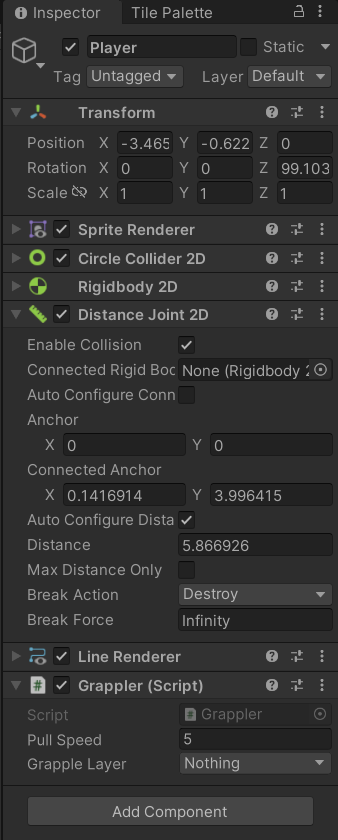 Inspector Tile Palette
Player Static
Tag Untagged Layer Default
Transform
Position X -3.465 Y -0.622 Z 0
Rotation X 0 Y 0 Z 99.103
Scale X 1 Y 1 Z 1
Sprite Renderer
Circle Collider 2D
Rigidbody 2D
Distance Joint 2D
Enable Collision
Connected Rigid Boc None (Rigidbody 2
Auto Configure Conn
Anchor
X 0 Y 0
Connected Anchor
X 0.1416914 Y 3.996415
Auto Configure Dista
Distance 5.866926
Max Distance Only
Break Action Destroy
Break Force Infinity
Line Renderer
Grappler (Script)
Script Grappler
Pull Speed 5
Grapple Layer Nothing
Add Component